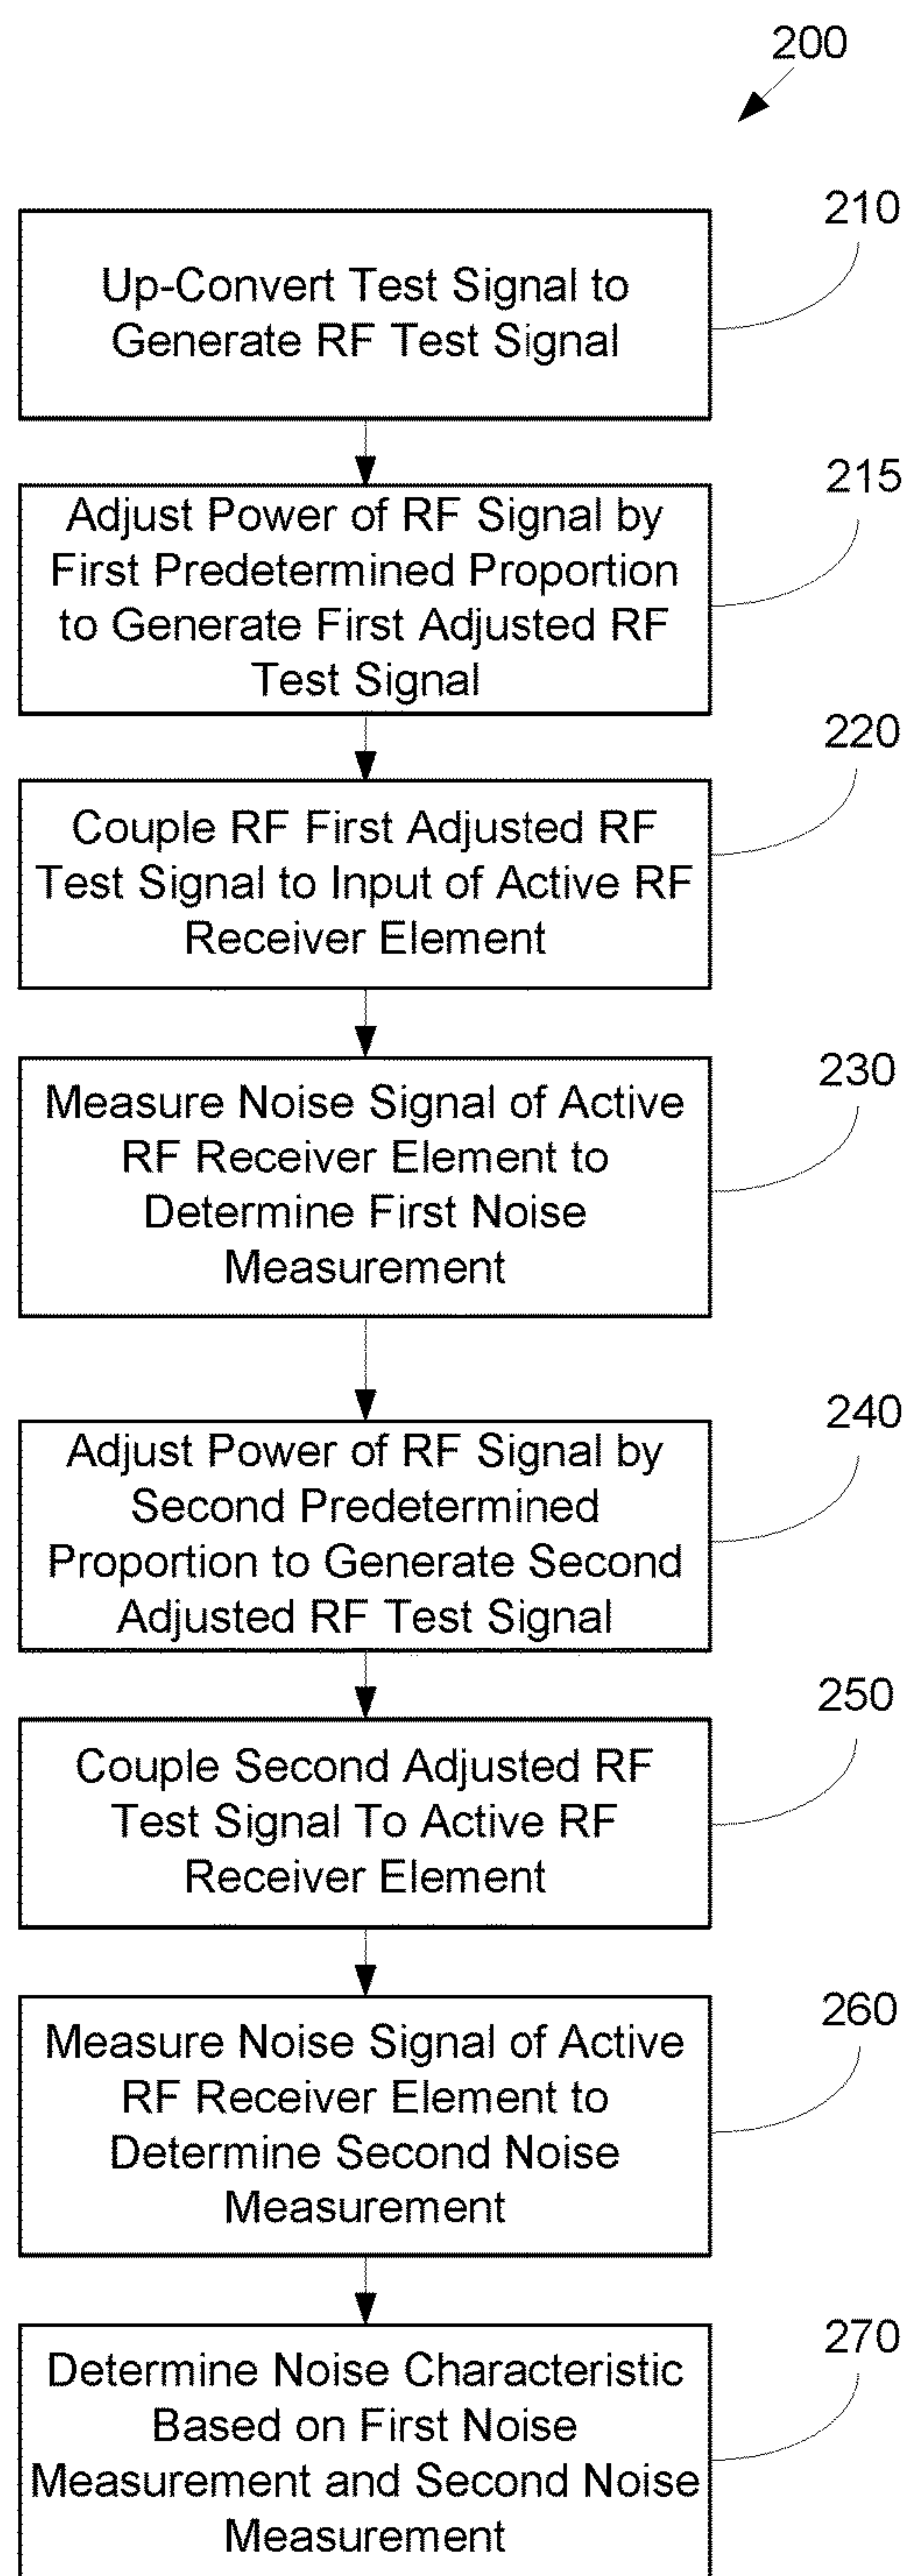 200
210
Up-Convert Test Signal to
Generate RF Test Signal
215
Adjust Power of RF Signal by
First Predetermined Proportion
to Generate First Adjusted RF
Test Signal
220
Couple RF First Adjusted RF
Test Signal to Input of Active RF
Receiver Element
230
Measure Noise Signal of Active
RF Receiver Element to
Determine First Noise
Measurement
240
Adjust Power of RF Signal by
Second Predetermined
Proportion to Generate Second
Adjusted RF Test Signal
250
Couple Second Adjusted RF
Test Signal To Active RF
Receiver Element
260
Measure Noise Signal of Active
RF Receiver Element to
Determine Second Noise
Measurement
270
Determine Noise Characteristic
Based on First Noise
Measurement and Second Noise
Measurement